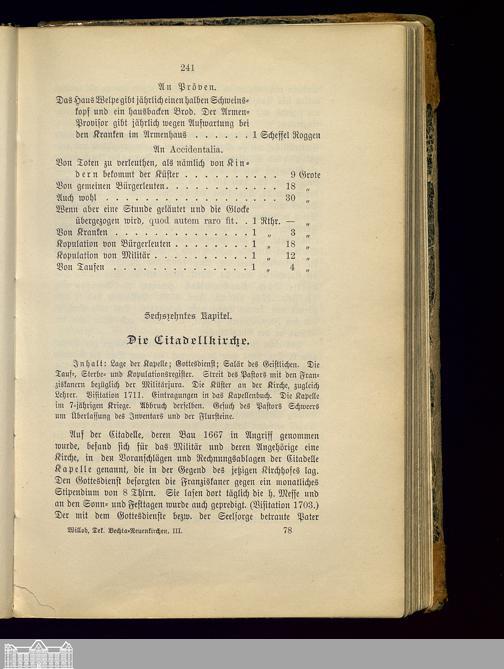 241
An Pröven.
Das Haus Welpe gibt jährlich einen halben Schweins-
kopf und ein hausbacken Brod. Der Armen-
Provisor gibt jährlich wegen Aufwartung bei
den Kranken im Armenhaus . . . . . . 1 Scheffel Roggen
An Accidentalia.
Von Toten zu verleuthen, als nämlich von Kin-
dern bekommt der Küster . . . . . . . . . . 9 Grote
Von gemeinen Bürgerleuten . . . . . . . . . . . . 18 „
Auch wohl . . . . . . . . . . . . . . . . . . 30 „
Wenn aber eine Stunde geläutet und die Glocke
übergezogen wird, quod autem raro fit. . 1 Rthr. — „
Von Kranken . . . . . . . . . . . . . . . 1 „ 3 „
Kopulation von Bürgerleuten . . . . . . . . 1 „ 18 „
Kopulation von Militär . . . . . . . . . . . 1 „ 12 „
Von Taufen . . . . . . . . . . . . . . . 1 „ 4 „
Sechszehntes Kapitel.
Die Citadellkirche.
Inhalt: Lage der Kapelle; Gottesdienst; Salär des Geistlichen. Die
Tauf-, Sterbe- und Kopulationsregister. Streit des Pastors mit den Fran-
ziskanern bezüglich der Militärjura. Die Küster an der Kirche, zugleich
Lehrer. Visitation 1711. Eintragungen in das Kapellenbuch. Die Kapelle
im 7-jährigen Kriege. Abbruch derselben. Gesuch des Pastors Schweers
um Überlassung des Inventars und der Flursteine.
Auf der Citadelle, deren Bau 1667 in Angriff genommen
wurde, befand sich für das Militär und deren Angehörige eine
Kirche, in den Voranschlägen und Rechnungsablagen der Citadelle
Kapelle genannt, die in der Gegend des jetzigen Kirchhofes lag.
Den Gottesdienst besorgten die Franziskaner gegen ein monatliches
Stipendium von 8 Thlrn. Sie lasen dort täglich die h. Messe und
an den Sonn- und Festtagen wurde auch gepredigt. (Visitation 1703.)
Der mit dem Gottesdienste bezw. der Seelsorge betraute Pater
Willoh, Dek. Vechta-Neuenkirchen. III. 78